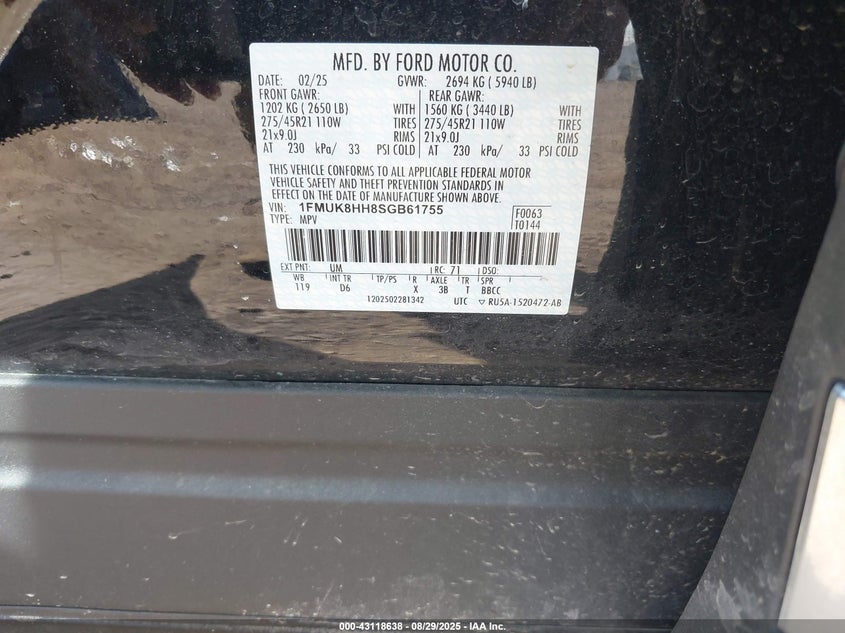 MFD. BY FORD MOTOR CO.
DATE: 02/25 GVWR: 2694 KG ( 5940 LB)
FRONT GAWR: REAR GAWR:
1202 KG ( 2650 LB) WITH 1560 KG ( 3440 LB) WITH
275/45R21 110W TIRES 275/45R21 110W TIRES
21x9.0J RIMS 21x9.0J RIMS
AT 230 kPa/ 33 PSI COLD AT 230 kPa/ 33 PSI COLD
THIS VEHICLE CONFORMS TO ALL APPLICABLE FEDERAL MOTOR
VEHICLE SAFETY AND THEFT PREVENTION STANDARDS IN
EFFECT ON THE DATE OF MANUFACTURE SHOWN ABOVE.
VIN: 1FMUK8HH8SGB61755 F0063
TYPE: MPV T0144
EXT PNT: UM RC: 71 DSO:
WB INT TR TP/PS R AXLE TR SPR
119 D6 X 3B T BBCC
1202502281342 UTC ▽ RU5A-1520472-AB
000-43118638 - 08/29/2025 - IAA Inc.